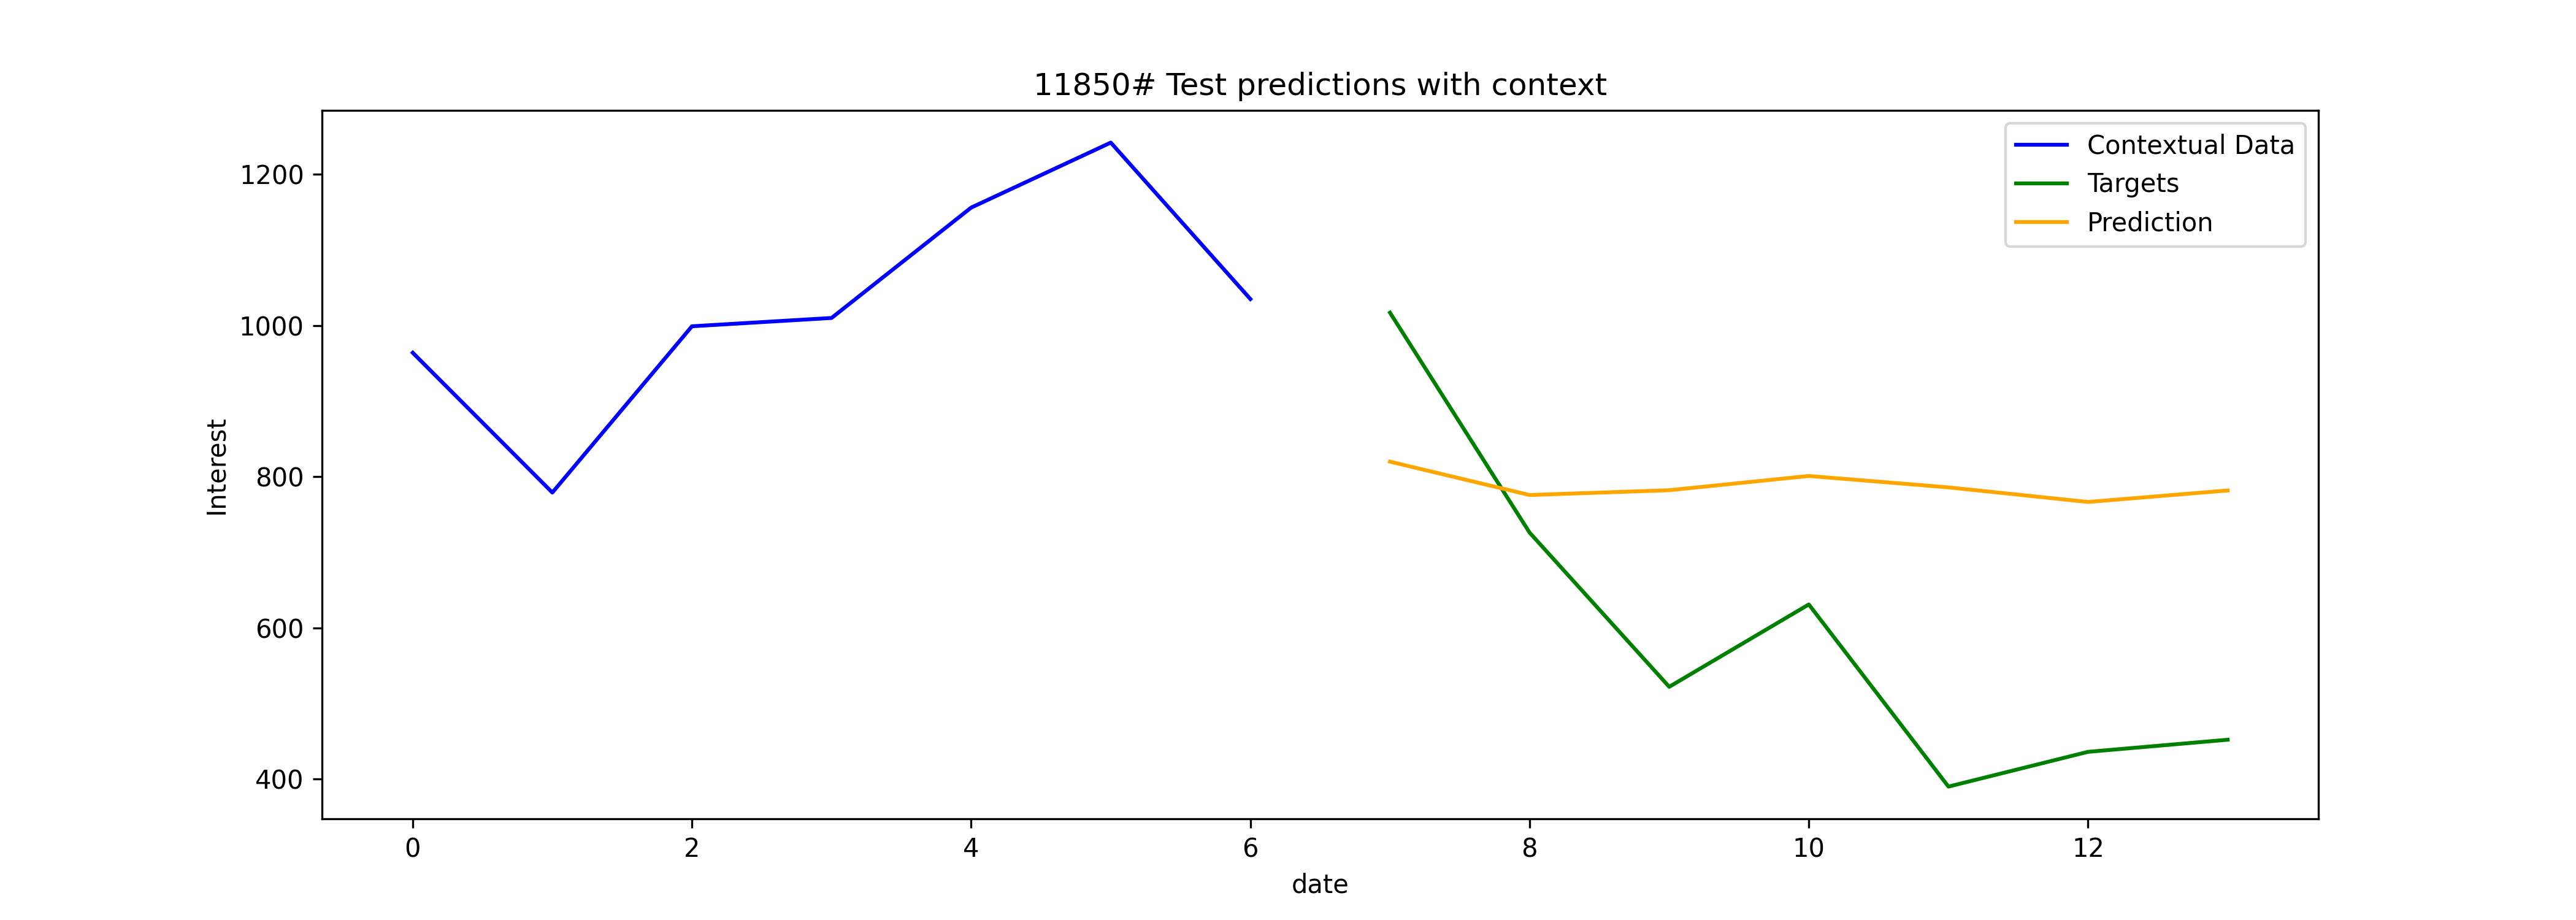 11850# Test predictions with context
Contextual Data
Targets
Prediction
Interest
1200
1000
800
600
400
0 2 4 6 8 10 12
date